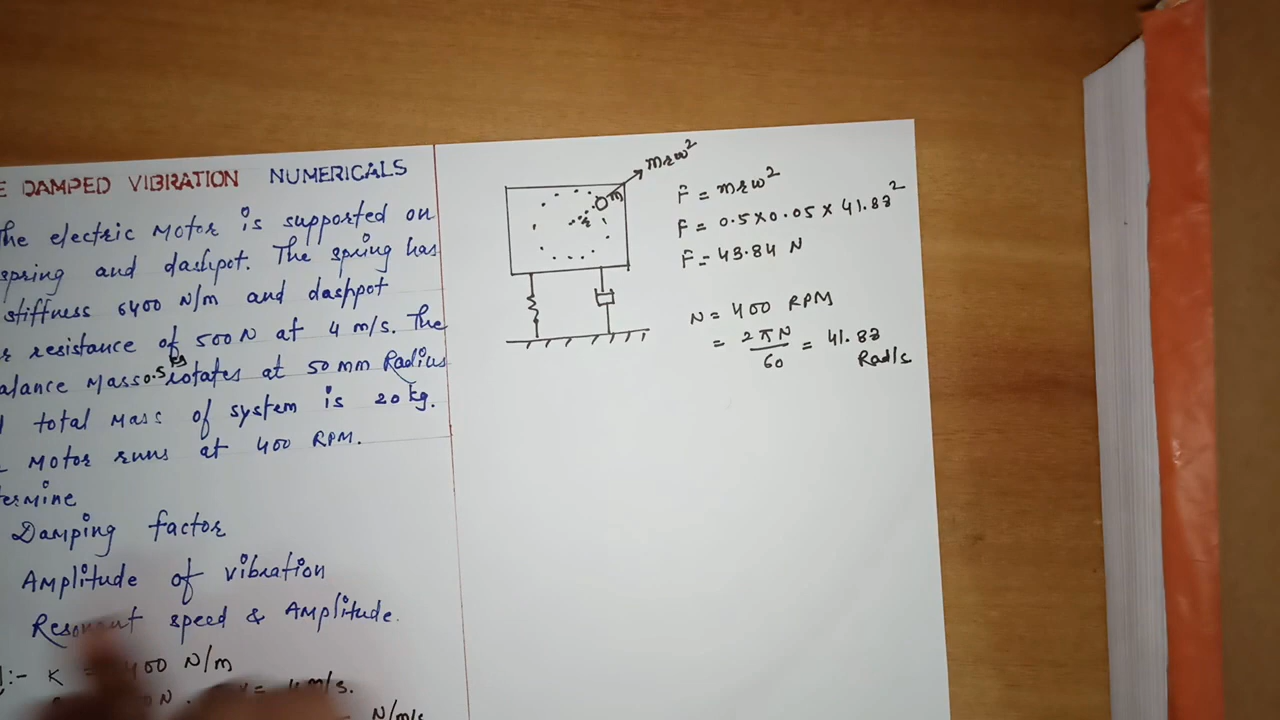 E DAMPED VIBRATION NUMERICALS
The electric Motor is supported on
spring and dashpot. The spring has
stiffness 6400 N/m and dashpot
r resistance of 500 N at 4 m/s. The
alance Mass 0.5 kg rotates at 50 mm Radius
total Mass of system is 20 kg.
Motor runs at 400 RPM.
termine
Damping factor
Amplitude of vibration
Resonant speed & Amplitude.
:- K = 400 N/m
N. = 4 m/s.
N/m/s
mrω²
m
r
F = mrω²
F = 0.5 × 0.05 × 41.88²
F = 43.84 N
N = 400 RPM
= 2πN/60 = 41.88 Rad/s